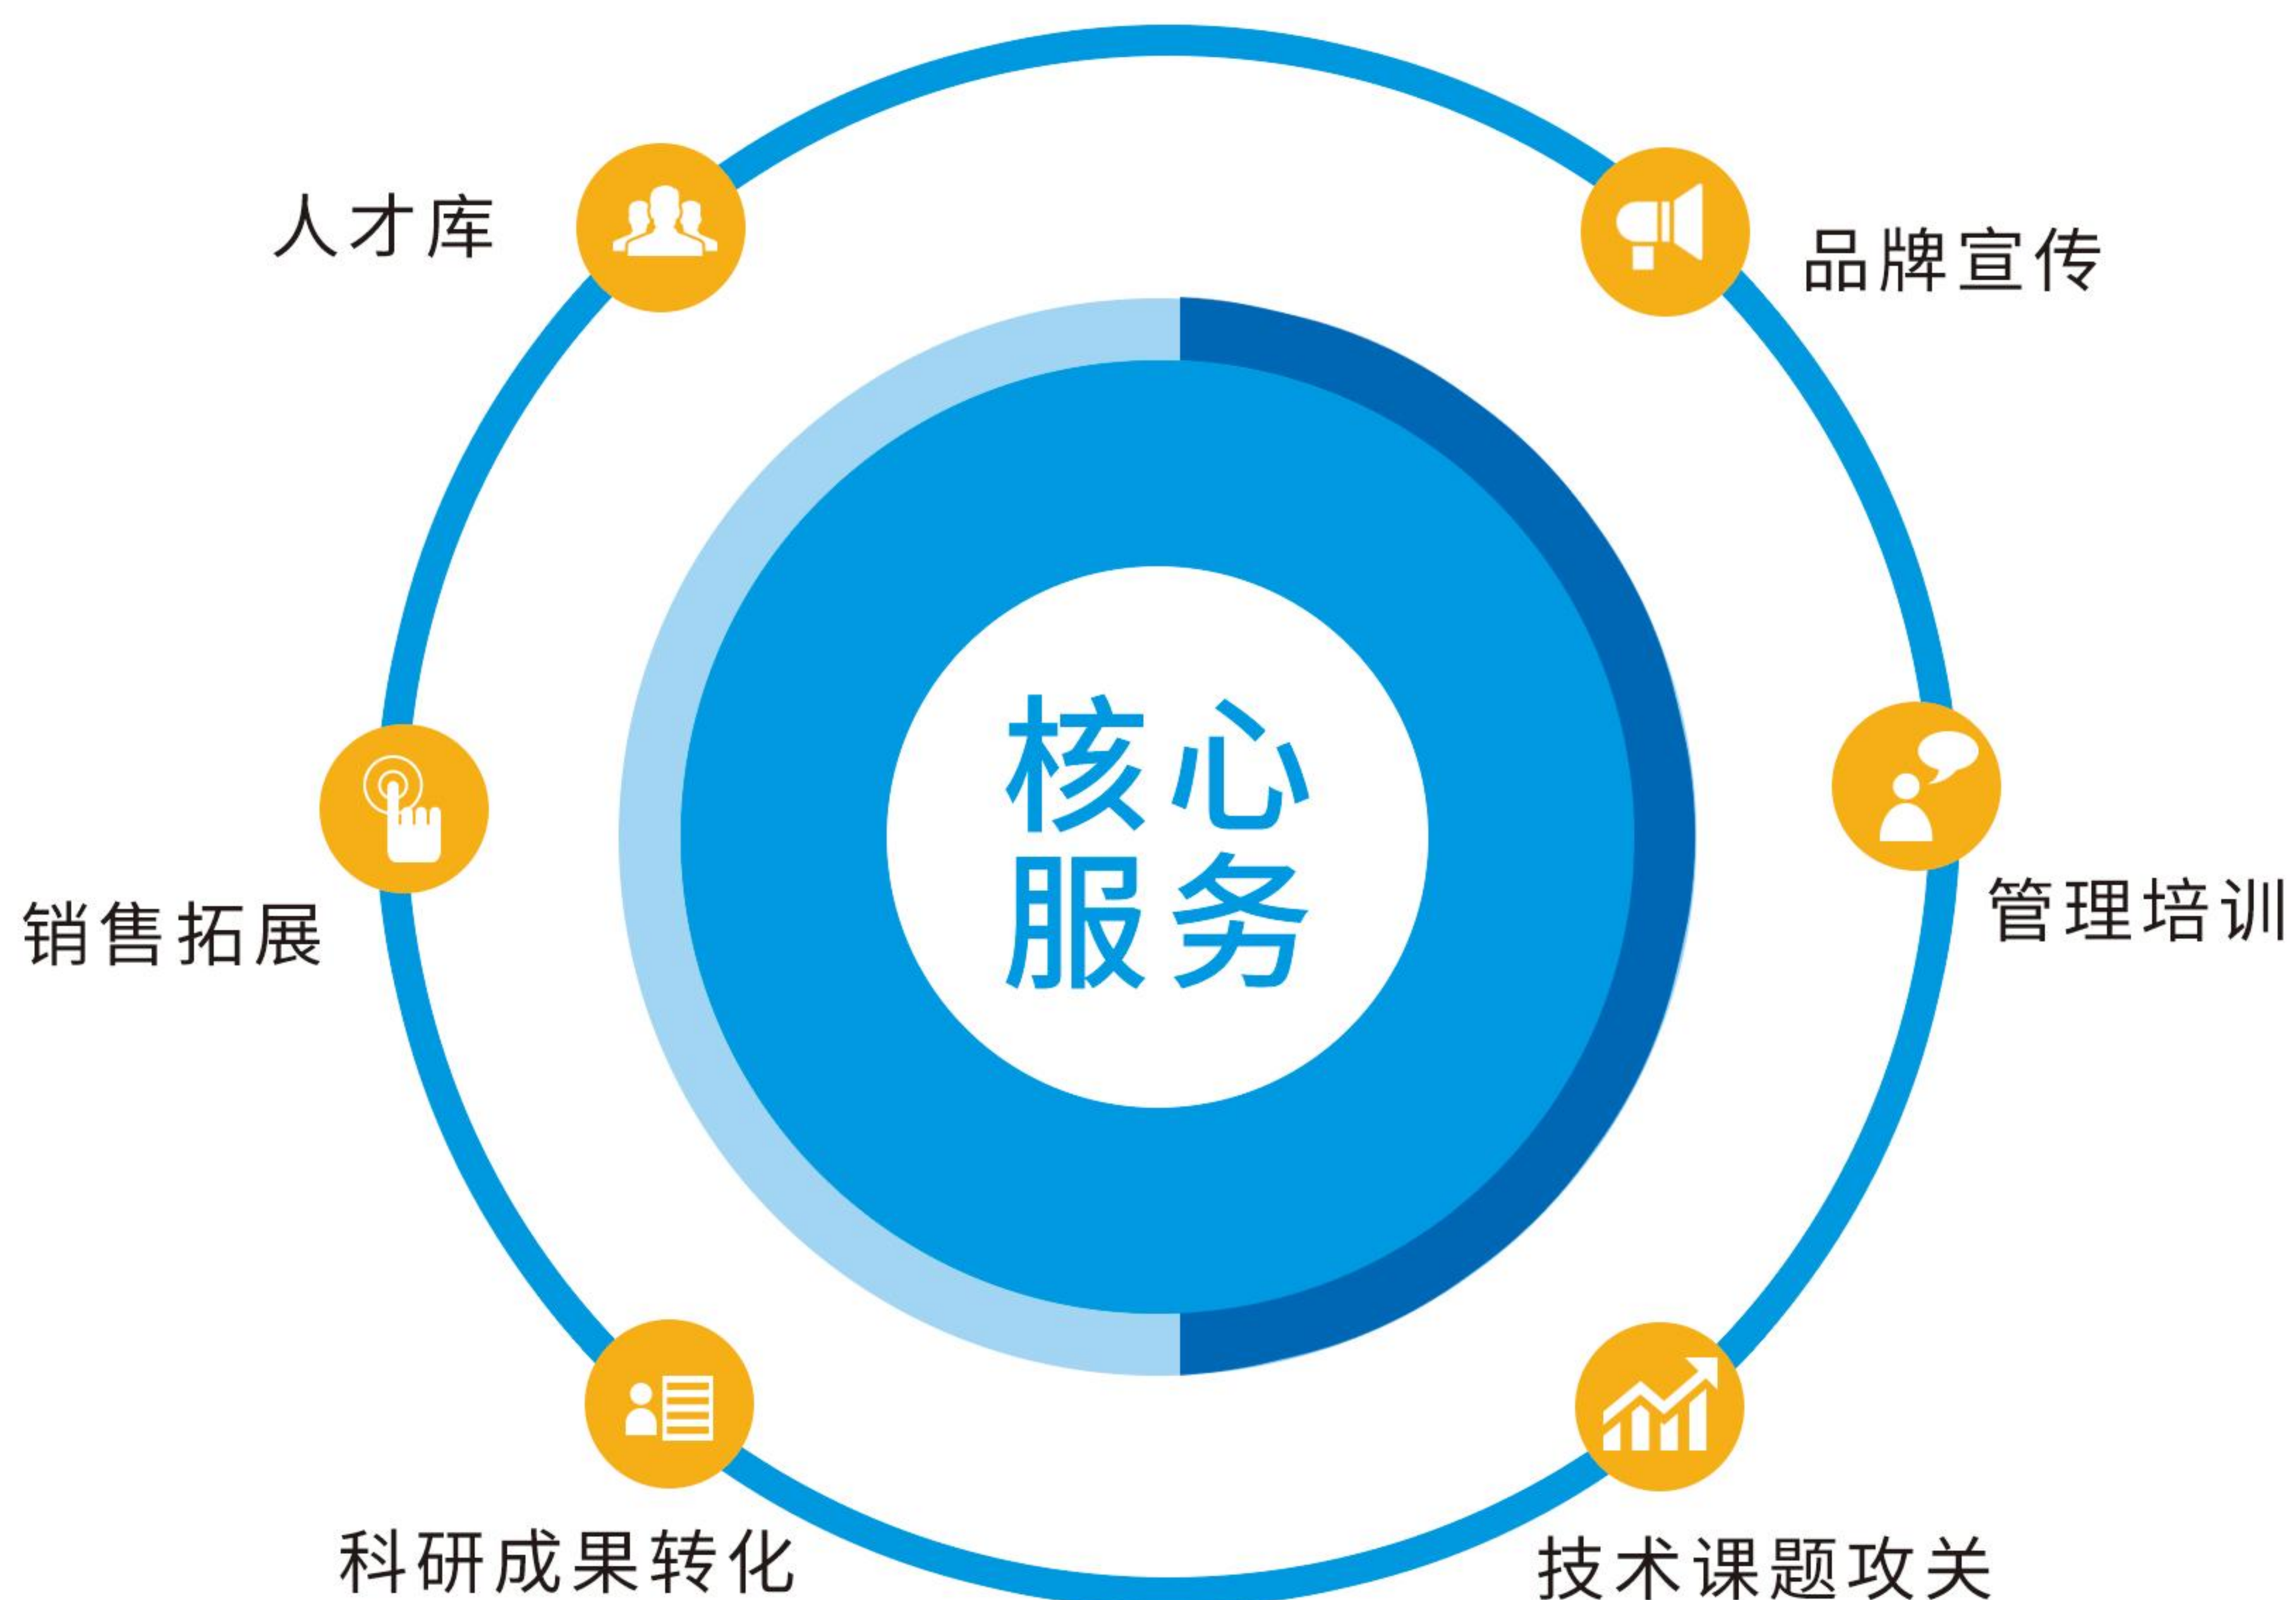 人才库
品牌宣传
核心
服务
销售拓展
管理培训
科研成果转化
技术课题攻关